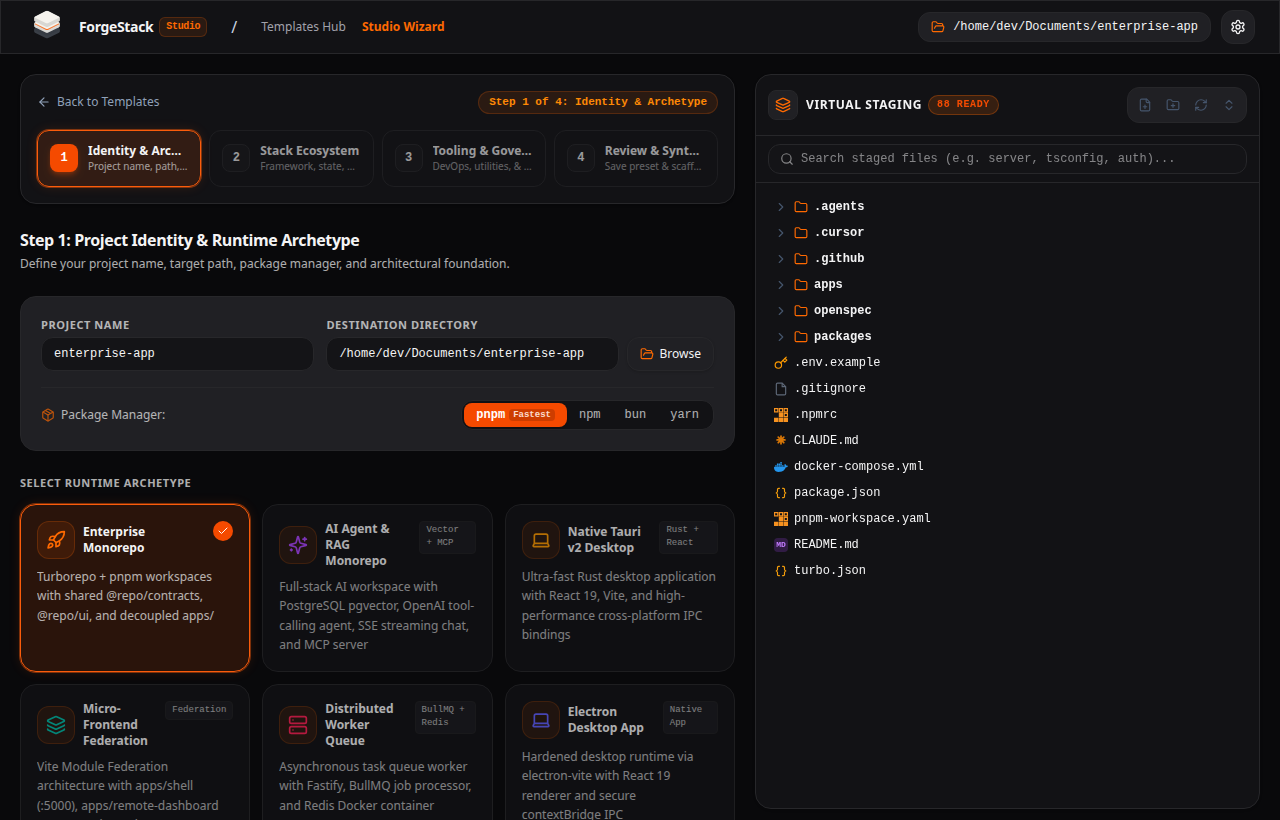 ForgeStack Studio / Templates Hub Studio Wizard /home/dev/Documents/enterprise-app
Back to Templates
Step 1 of 4: Identity & Archetype
1 Identity & Arc...
Project name, path,...
2 Stack Ecosystem
Framework, state, ...
3 Tooling & Gove...
DevOps, utilities, & ...
4 Review & Synt...
Save preset & scaff...
Step 1: Project Identity & Runtime Archetype
Define your project name, target path, package manager, and architectural foundation.
PROJECT NAME
enterprise-app
DESTINATION DIRECTORY
/home/dev/Documents/enterprise-app
Browse
Package Manager:
pnpm Fastest npm bun yarn
SELECT RUNTIME ARCHETYPE
Enterprise
Monorepo
Turborepo + pnpm workspaces
with shared @repo/contracts,
@repo/ui, and decoupled apps/
AI Agent &
RAG
Monorepo
Vector
+ MCP
Full-stack AI workspace with
PostgreSQL pgvector, OpenAI tool-
calling agent, SSE streaming chat,
and MCP server
Native Tauri
v2 Desktop
Rust +
React
Ultra-fast Rust desktop application
with React 19, Vite, and high-
performance cross-platform IPC
bindings
Micro-
Frontend
Federation
Federation
Vite Module Federation
architecture with apps/shell
(:5000), apps/remote-dashboard
Distributed
Worker
Queue
BullMQ +
Redis
Asynchronous task queue worker
with Fastify, BullMQ job processor,
and Redis Docker container
Electron
Desktop App
Native
App
Hardened desktop runtime via
electron-vite with React 19
renderer and secure
contextBridge IPC
VIRTUAL STAGING 88 READY
Search staged files (e.g. server, tsconfig, auth)...
.agents
.cursor
.github
apps
openspec
packages
.env.example
.gitignore
.npmrc
CLAUDE.md
docker-compose.yml
{} package.json
pnpm-workspace.yaml
MD README.md
{} turbo.json